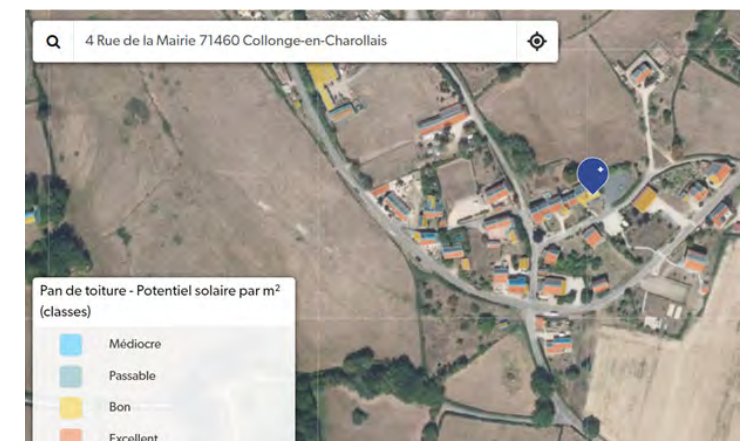 4 Rue de la Mairie 71460 Collonge-en-Charollais
Pan de toiture - Potentiel solaire par m²
(classes)
Médiocre
Passable
Bon
Excellent